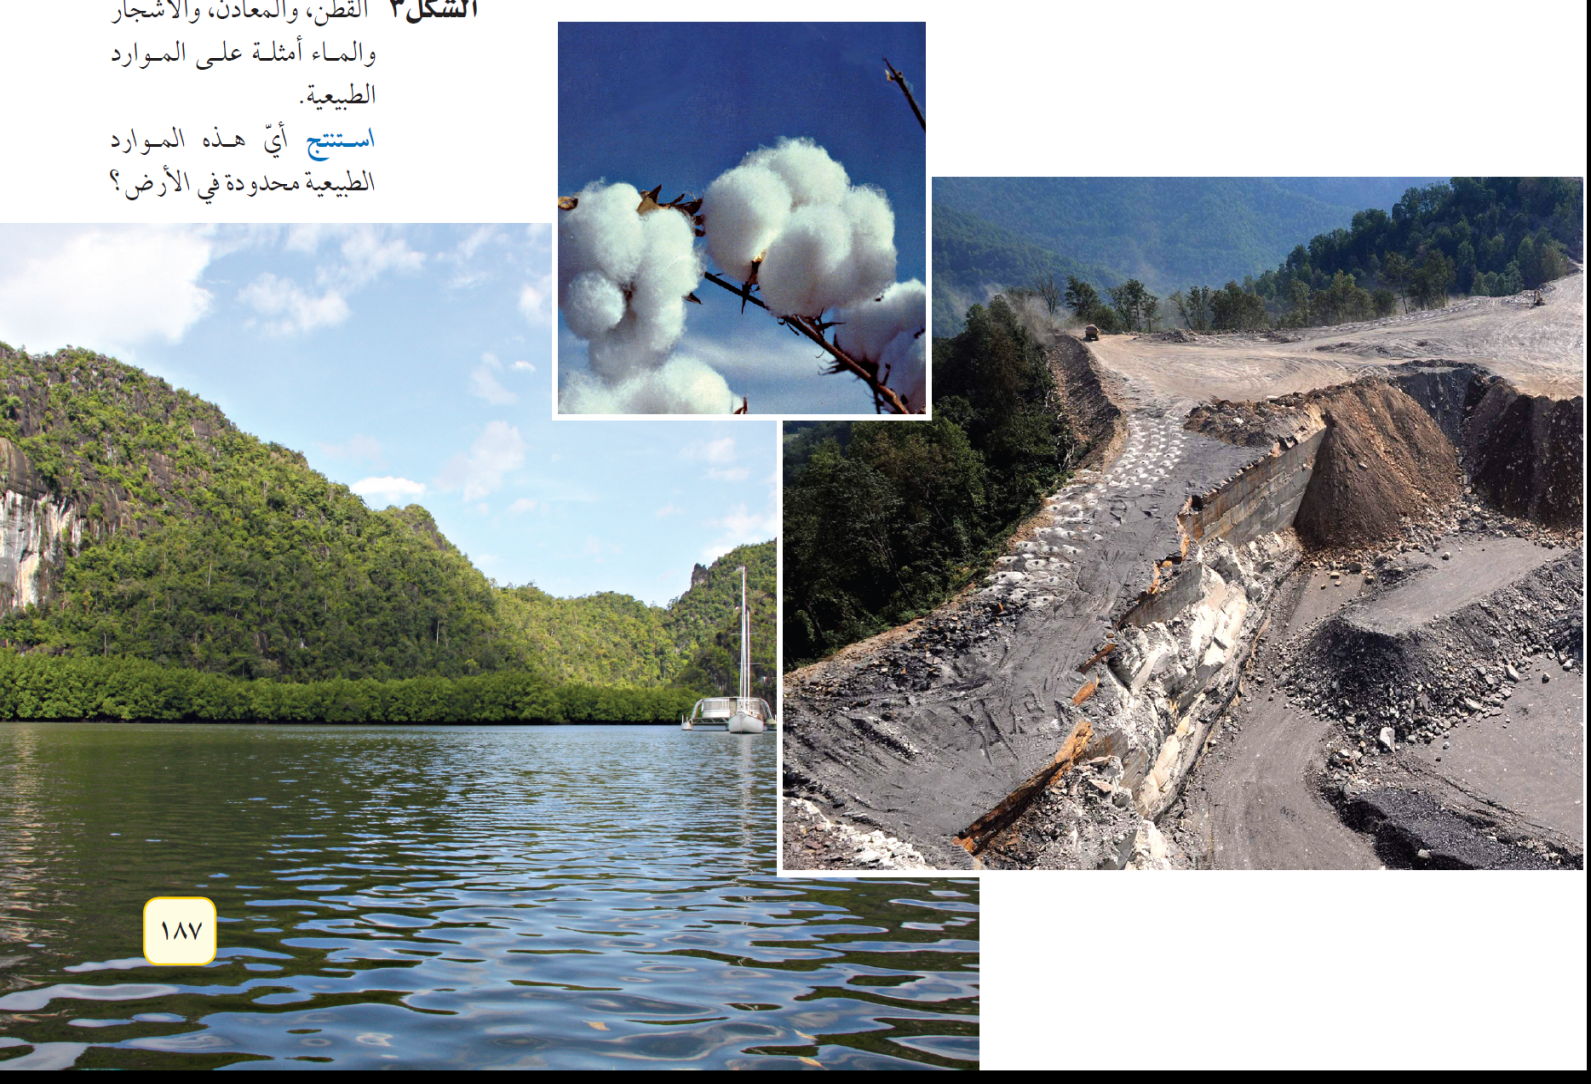 الشكل٣ القطن، والمعادن، والأشجار
والماء أمثلة على الموارد
الطبيعية.
استنتج أيّ هذه الموارد
الطبيعية محدودة في الأرض؟
١٨٧